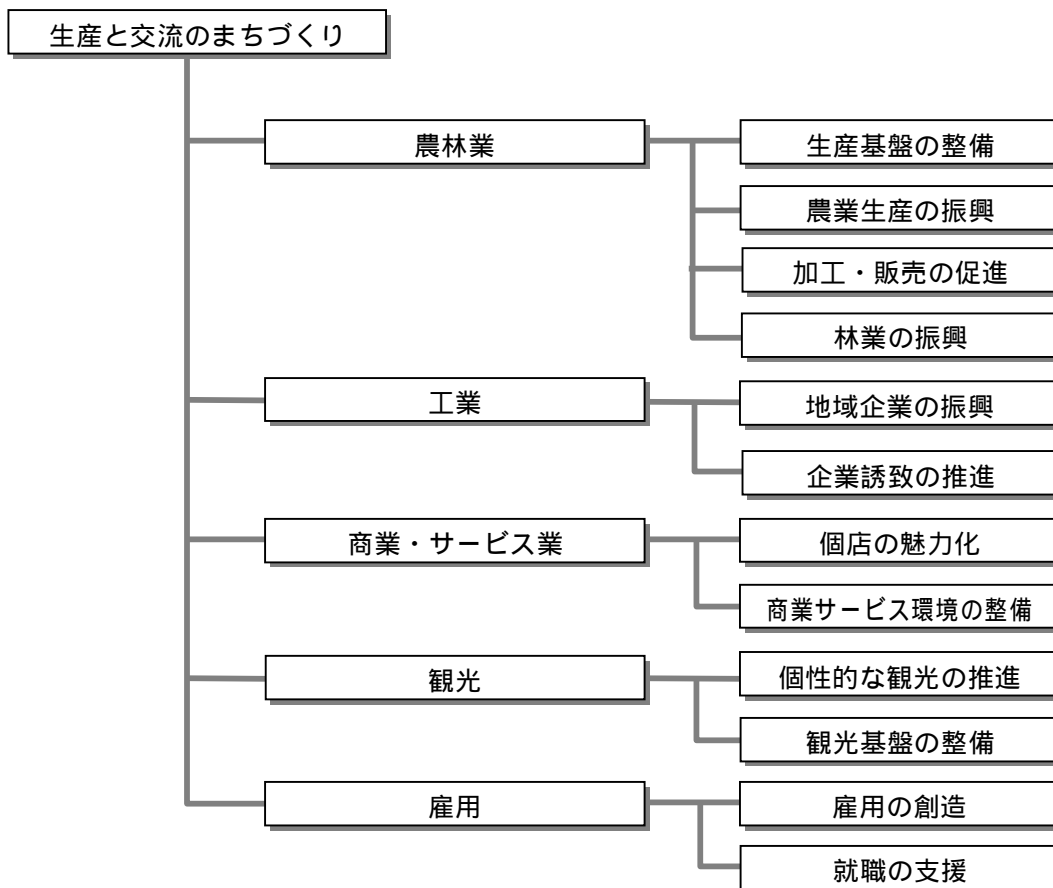 生産と交流のまちづくり
農林業
生産基盤の整備
農業生産の振興
加工・販売の促進
林業の振興
工業
地域企業の振興
企業誘致の推進
商業・サービス業
個店の魅力化
商業サービス環境の整備
観光
個性的な観光の推進
観光基盤の整備
雇用
雇用の創造
就職の支援